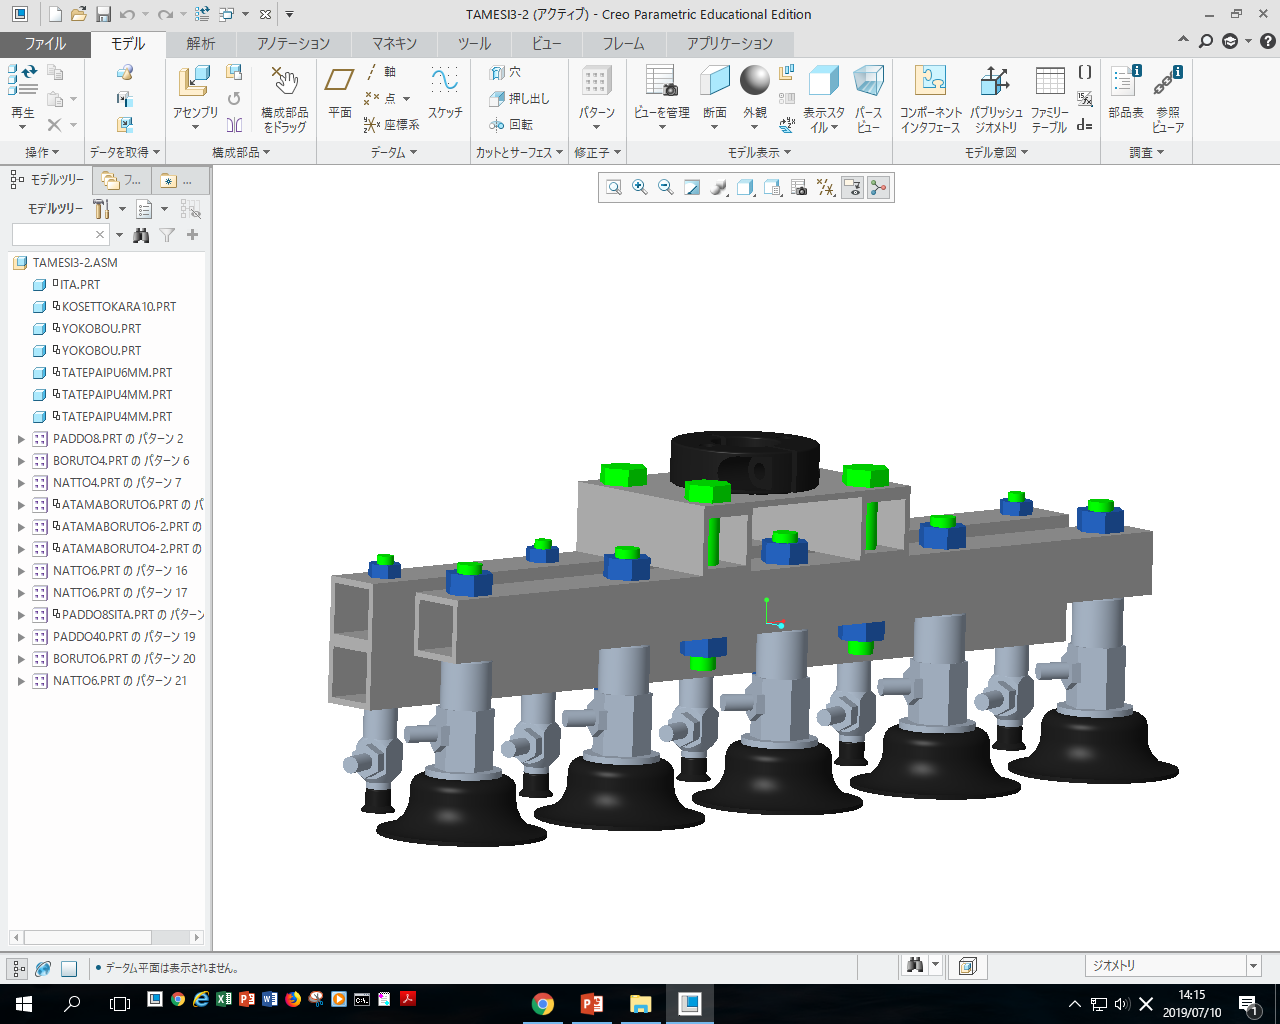 TAMESI3-2 (アクティブ) - Creo Parametric Educational Edition
ファイル モデル 解析 アノテーション マネキン ツール ビュー フレーム アプリケーション
再生
アセンブリ
構成部品
をドラッグ
平面
軸
点
座標系
スケッチ
穴
押し出し
回転
パターン
ビューを管理
断面
外観
表示スタ
イル
パース
ビュー
コンポーネント
インタフェース
パブリッシュ
ジオメトリ
ファミリー
テーブル
d=
部品表
参照
ビューア
操作 データを取得 構成部品 データム カットとサーフェス 修正子 モデル表示 モデル意図 調査
モデルツリー フ... ...
モデルツリー
TAMESI3-2.ASM
ITA.PRT
KOSETTOKARA10.PRT
YOKOBOU.PRT
YOKOBOU.PRT
TATEPAIPU6MM.PRT
TATEPAIPU4MM.PRT
TATEPAIPU4MM.PRT
PADDO8.PRT の パターン 2
BORUTO4.PRT の パターン 6
NATTO4.PRT の パターン 7
ATAMABORUTO6.PRT の パ
ATAMABORUTO6-2.PRT の
ATAMABORUTO4-2.PRT の
NATTO6.PRT の パターン 16
NATTO6.PRT の パターン 17
PADDO8SITA.PRT の パターン
PADDO40.PRT の パターン 19
BORUTO6.PRT の パターン 20
NATTO6.PRT の パターン 21
データム平面は表示されません。
ジオメトリ
14:15
2019/07/10
1